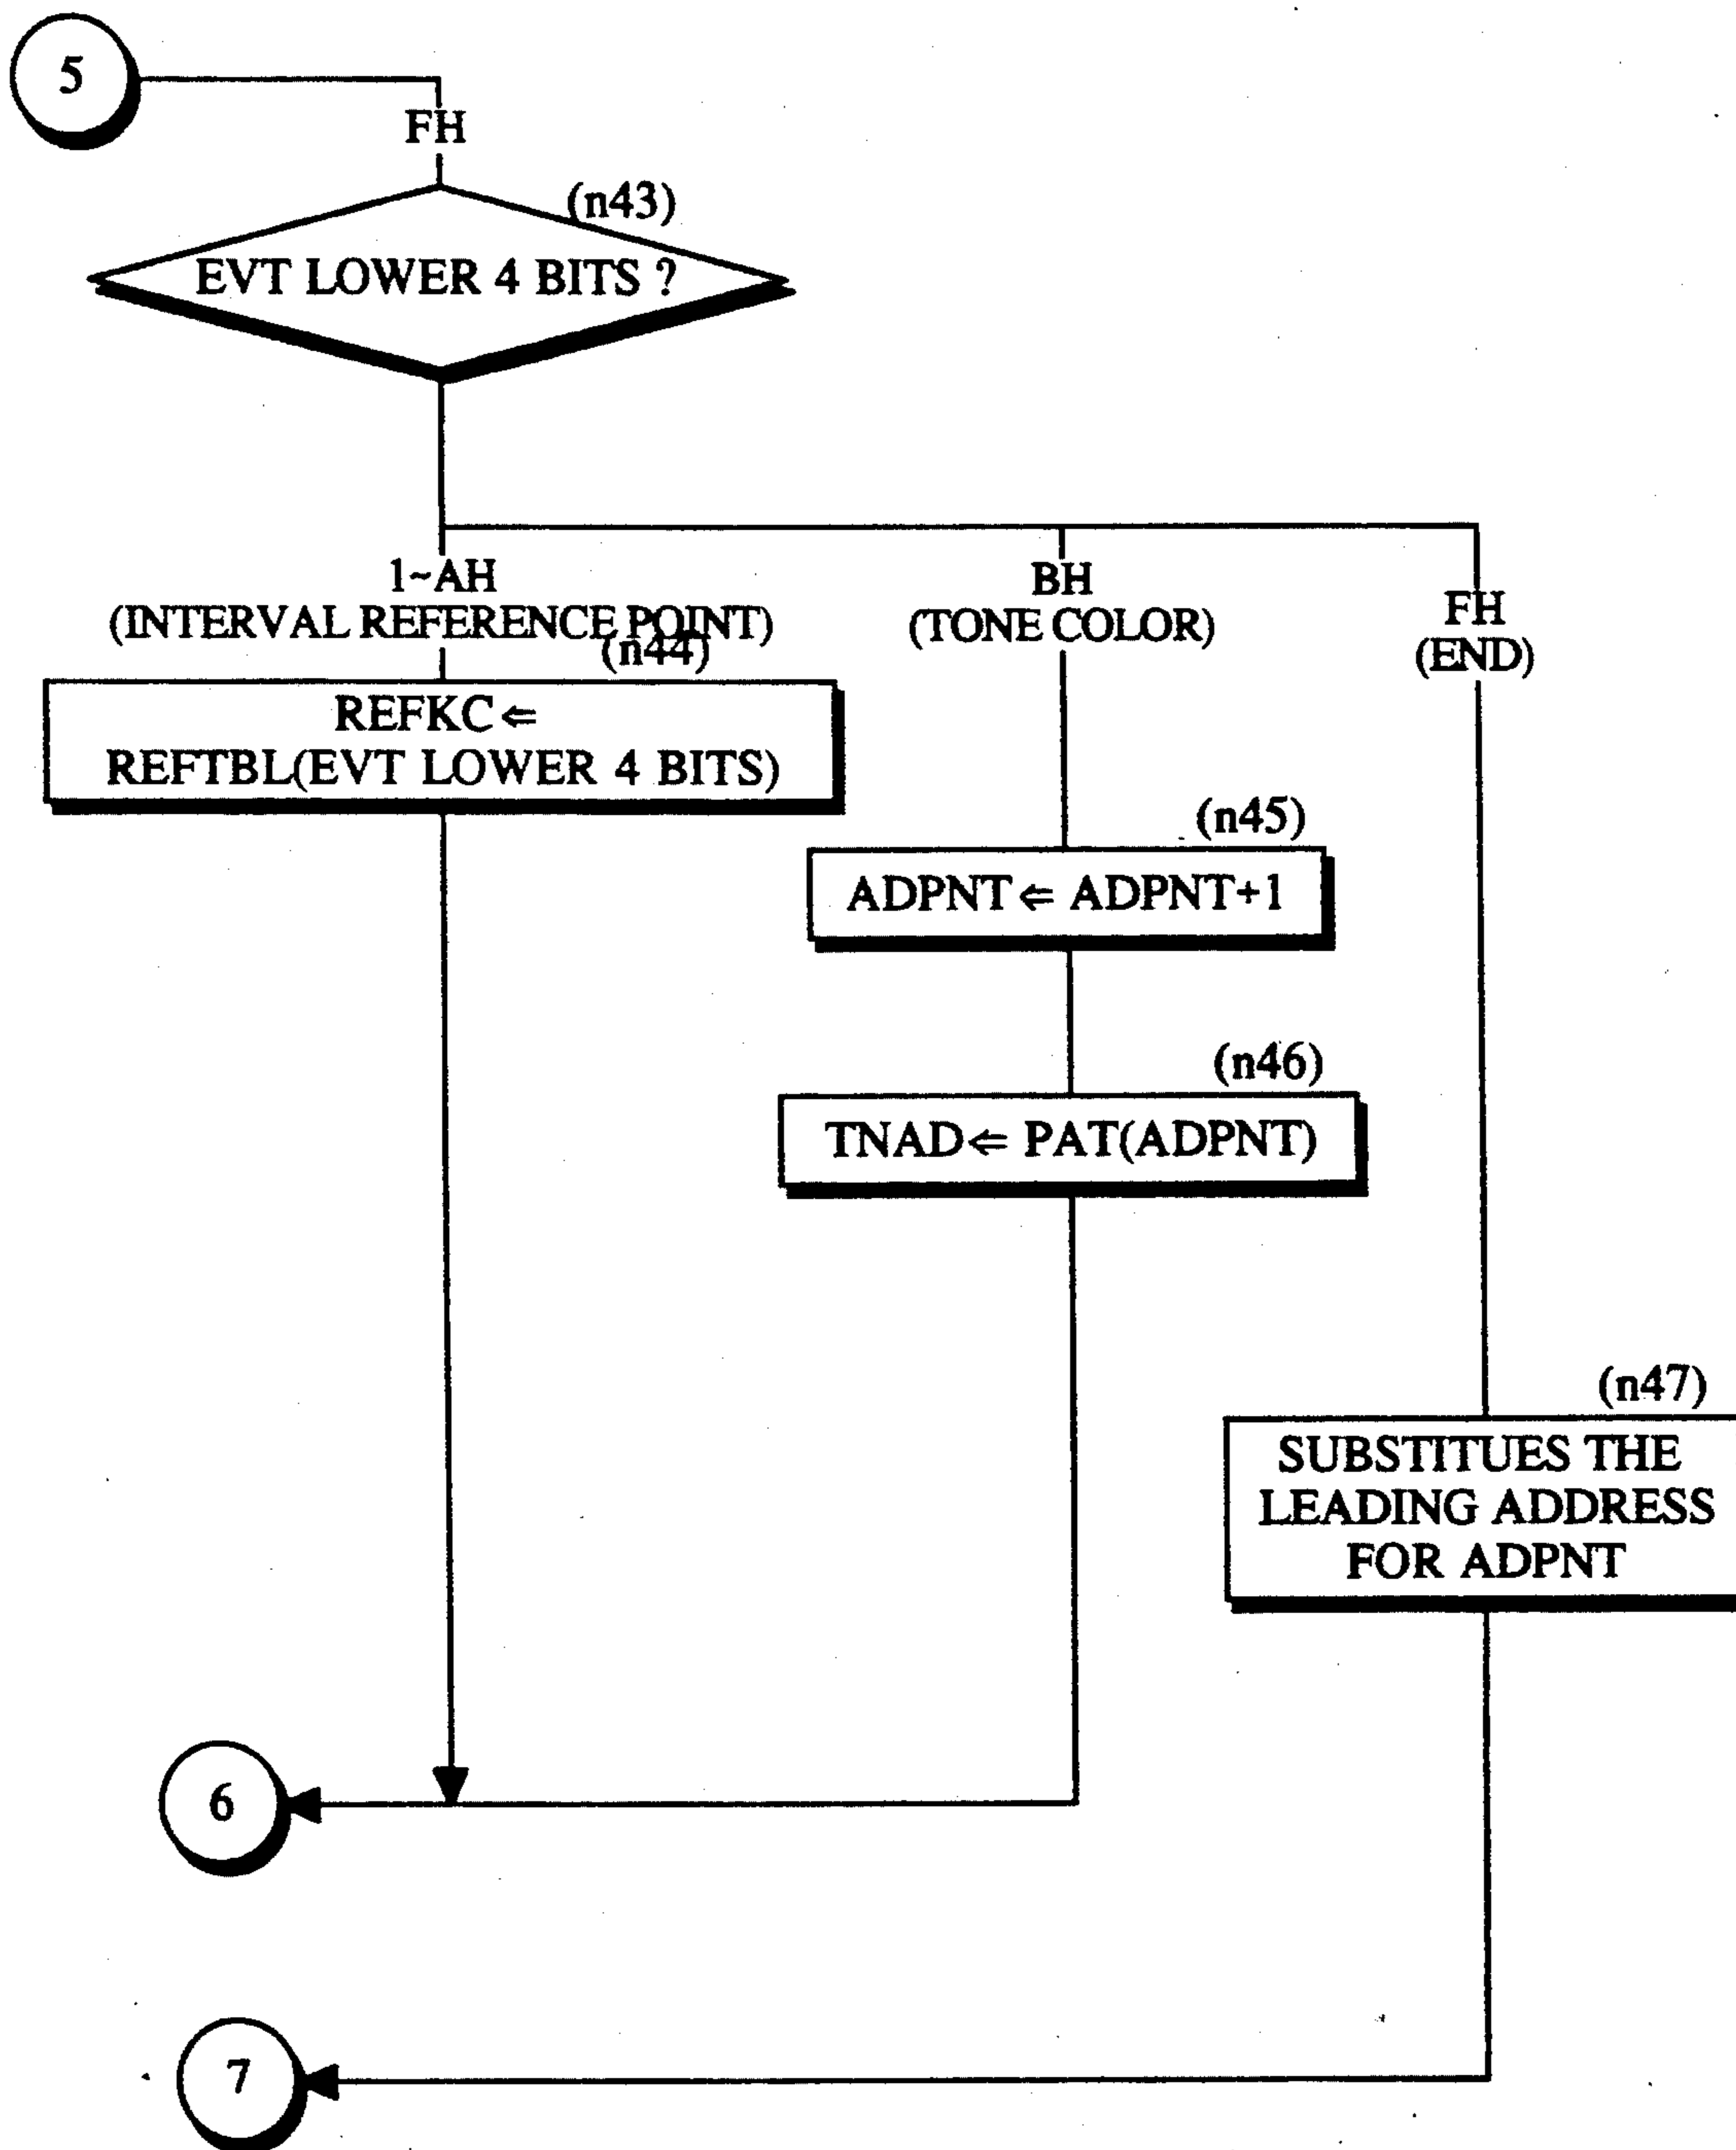 5
FH
(n43)
EVT LOWER 4 BITS ?
1~AH
(INTERVAL REFERENCE POINT)
(n44)
REFKC⇐
REFTBL(EVT LOWER 4 BITS)
BH
(TONE COLOR)
(n45)
ADPNT⇐ ADPNT+1
(n46)
TNAD⇐ PAT(ADPNT)
FH
(END)
(n47)
SUBSTITUES THE
LEADING ADDRESS
FOR ADPNT
6
7